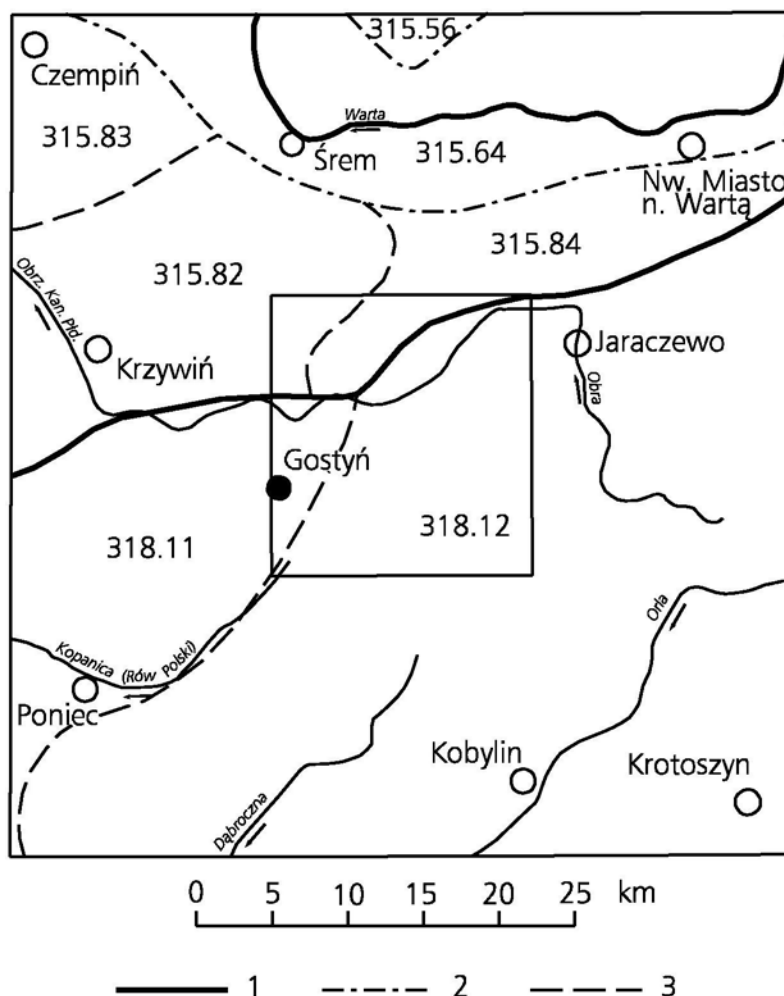 315.56
Czempiń
Warta
315.83
Śrem
315.64
Nw. Miasto
n. Wartą
315.84
315.82
Obrz. Kan. Płd.
Krzywiń
Jaraczewo
Obra
Gostyń
318.12
318.11
Orla
Kopanica (Rów Polski)
Poniec
Kobylin
Krotoszyn
Dąbroczna
0 5 10 15 20 25 km
1 2 3